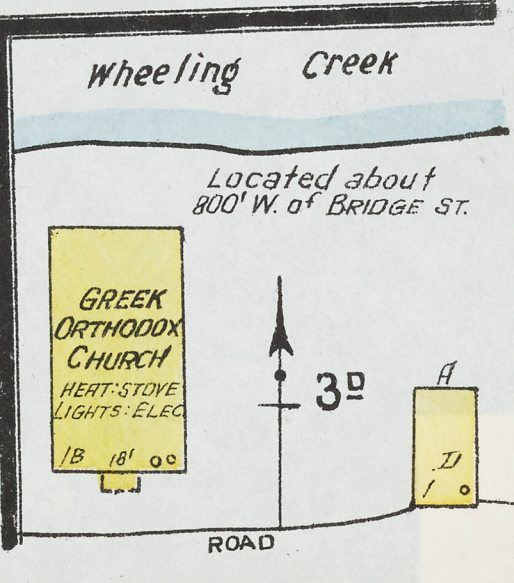 Wheeling Creek
Located about
800' W. of BRIDGE ST.
GREEK
ORTHODOX
CHURCH
HEAT: STOVE
LIGHTS: ELEC.
1B 18'
3D
A
D
1
ROAD